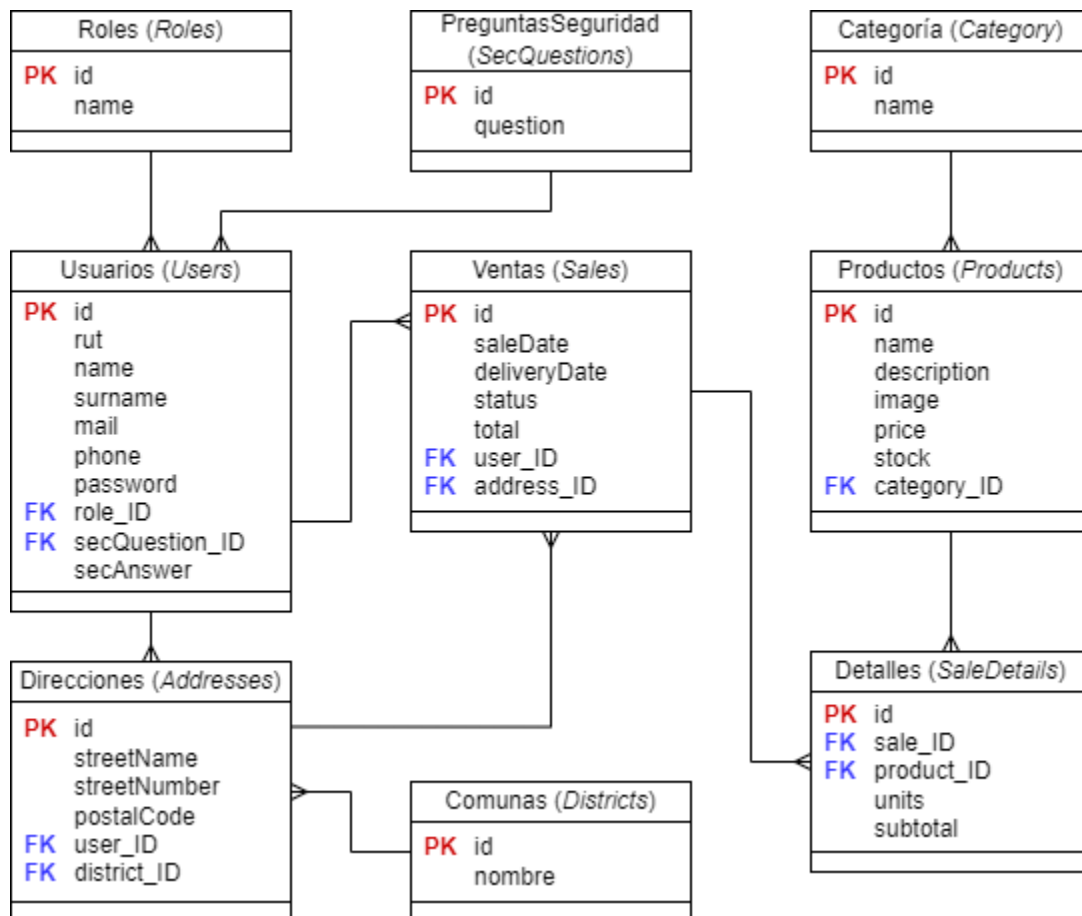 Roles (Roles)
PK id
name
PreguntasSeguridad
(SecQuestions)
PK id
question
Categoría (Category)
PK id
name
Usuarios (Users)
PK id
rut
name
surname
mail
phone
password
FK role_ID
FK secQuestion_ID
secAnswer
Ventas (Sales)
PK id
saleDate
deliveryDate
status
total
FK user_ID
FK address_ID
Productos (Products)
PK id
name
description
image
price
stock
FK category_ID
Direcciones (Addresses)
PK id
streetName
streetNumber
postalCode
FK user_ID
FK district_ID
Comunas (Districts)
PK id
nombre
Detalles (SaleDetails)
PK id
FK sale_ID
FK product_ID
units
subtotal